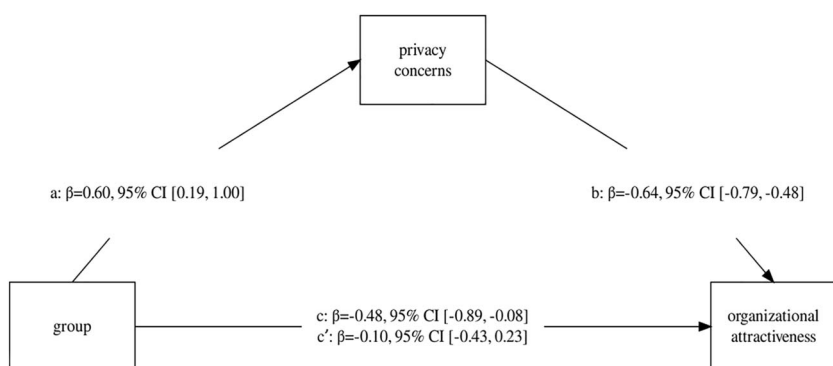 privacy
concerns
a: β=0.60, 95% CI [0.19, 1.00]
b: β=-0.64, 95% CI [-0.79, -0.48]
group
c: β=-0.48, 95% CI [-0.89, -0.08]
c′: β=-0.10, 95% CI [-0.43, 0.23]
organizational
attractiveness